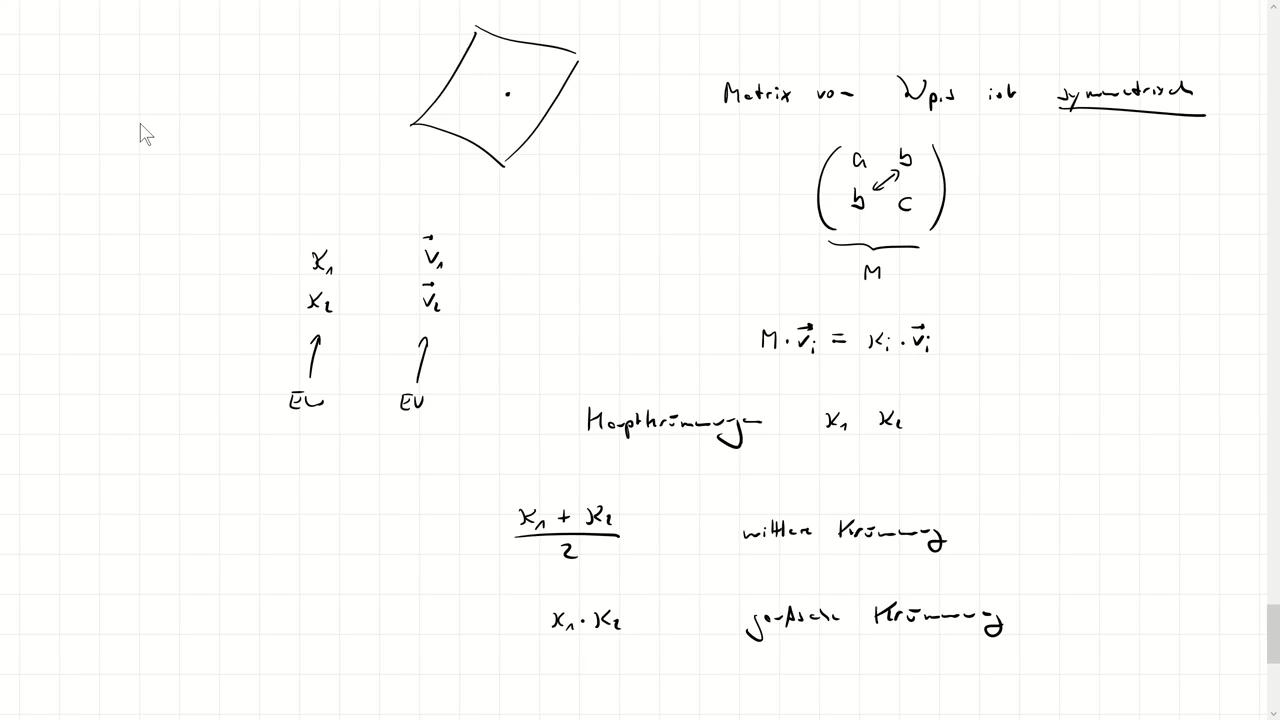 Matrix von W_{p,s} ist symmetrisch
( a b
b c )
M
ϰ₁ v⃗₁
ϰ₂ v⃗₂
EW EV
M · v⃗ᵢ = ϰᵢ · v⃗ᵢ
Hauptkrümmungen ϰ₁ ϰ₂
(ϰ₁ + ϰ₂) / 2 mittlere Krümmung
ϰ₁ · ϰ₂ gaußsche Krümmung